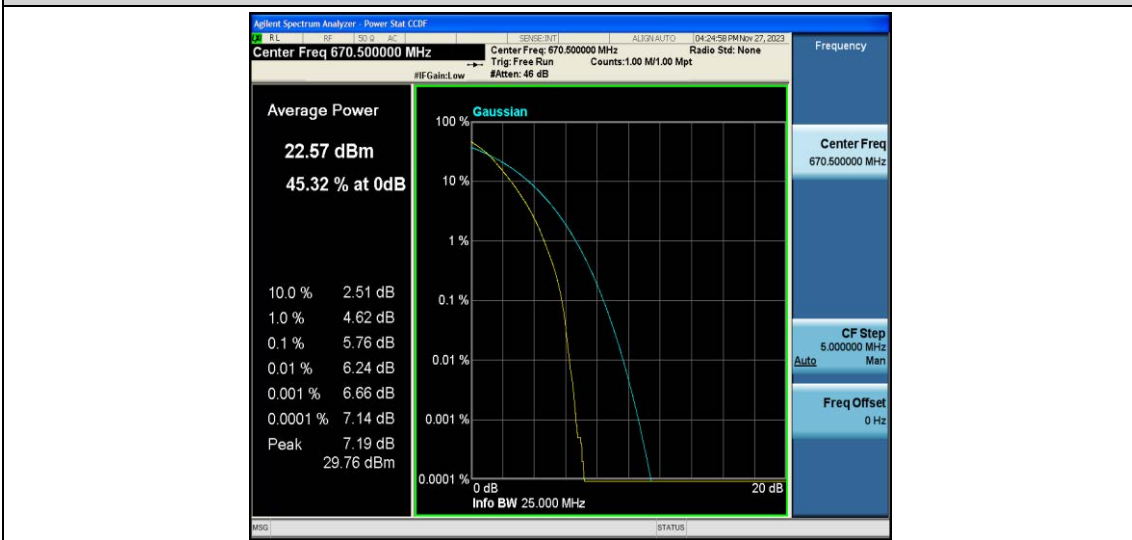 Agilent Spectrum Analyzer - Power Stat CCDF
RL RF 50 Ω AC SENSE:INT ALIGN AUTO 04:24:58 PM Nov 27, 2023
Center Freq 670.500000 MHz
Center Freq: 670.500000 MHz Radio Std: None
Trig: Free Run Counts:1.00 M/1.00 Mpt
#IFGain:Low #Atten: 46 dB
Frequency
Average Power
22.57 dBm
45.32 % at 0dB
10.0 % 2.51 dB
1.0 % 4.62 dB
0.1 % 5.76 dB
0.01 % 6.24 dB
0.001 % 6.66 dB
0.0001 % 7.14 dB
Peak 7.19 dB
29.76 dBm
Gaussian
100 %
10 %
1 %
0.1 %
0.01 %
0.001 %
0.0001 %
0 dB 20 dB
Info BW 25.000 MHz
Center Freq
670.500000 MHz
CF Step
5.000000 MHz
Auto Man
Freq Offset
0 Hz
MSG STATUS